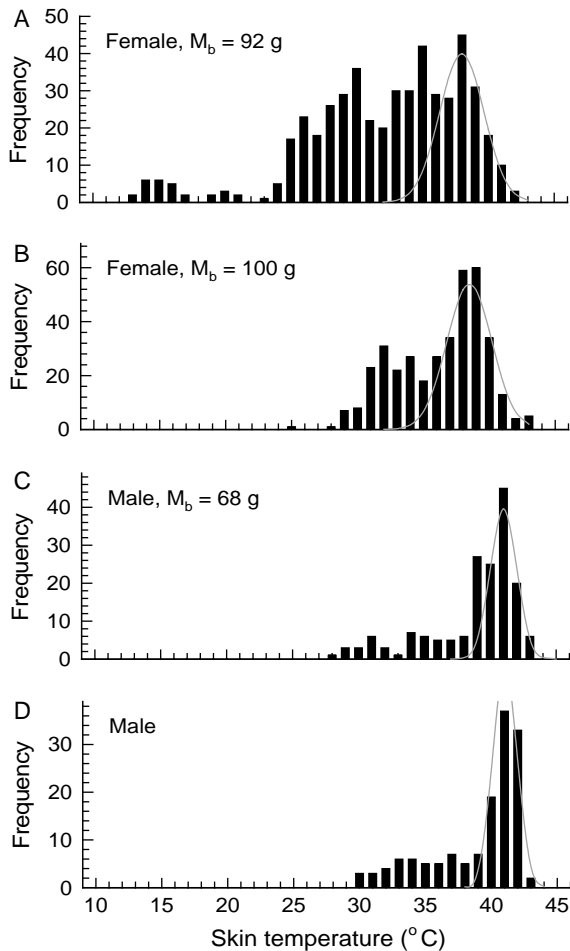 A
Female, M_b = 92 g
Frequency
50
40
30
20
10
0
B
Female, M_b = 100 g
Frequency
60
40
20
0
C
Male, M_b = 68 g
Frequency
40
30
20
10
0
D
Male
Frequency
30
20
10
0
10 15 20 25 30 35 40 45
Skin temperature (°C)